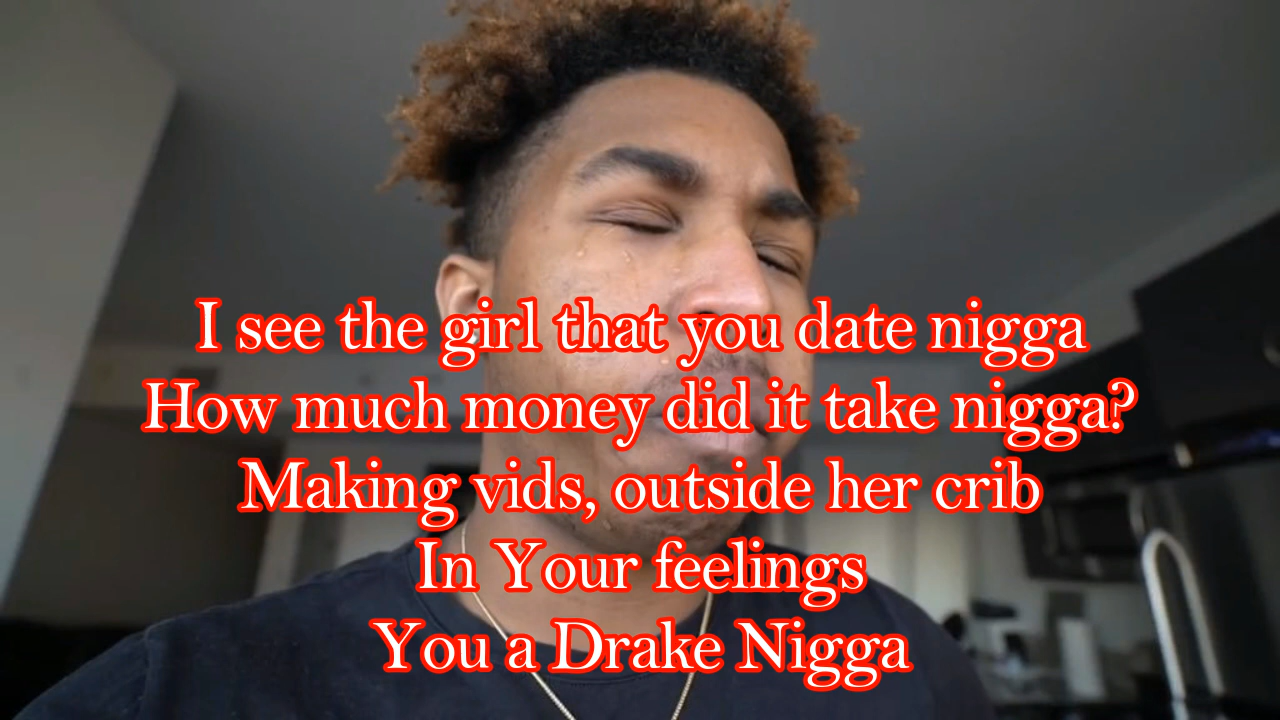 I see the girl that you date nigga
How much money did it take nigga?
Making vids, outside her crib
In Your feelings
You a Drake Nigga